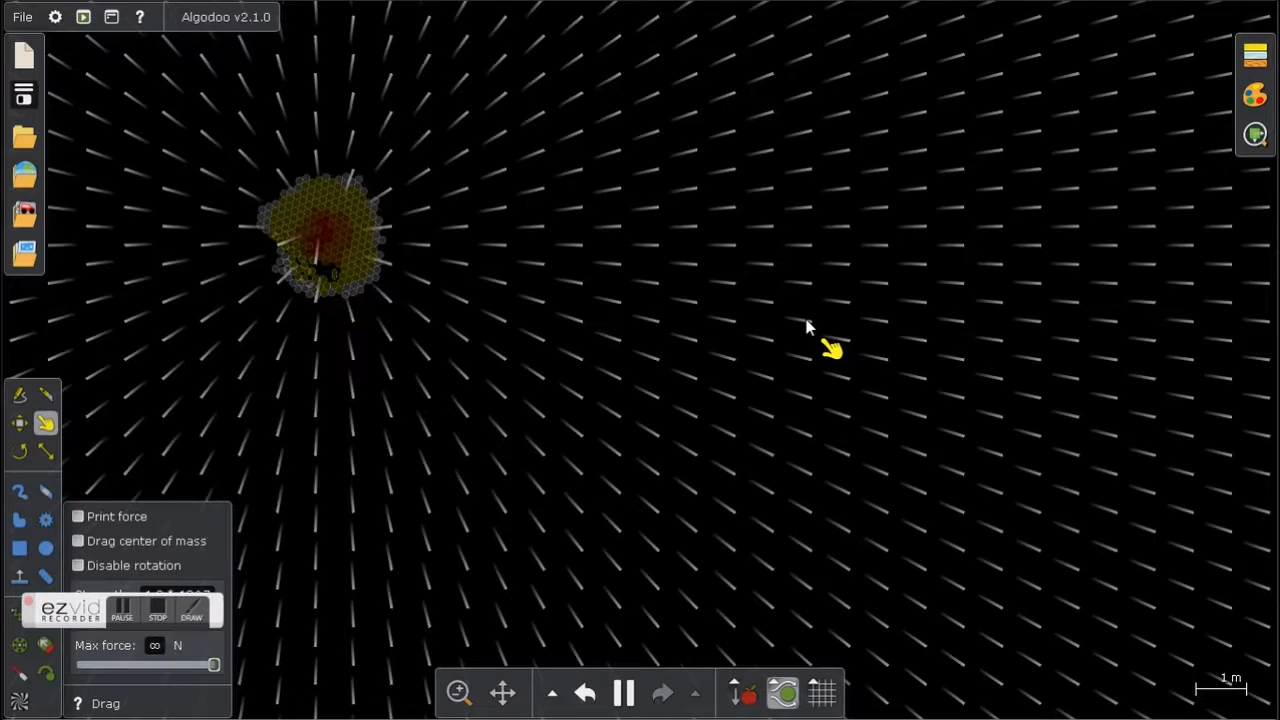 File
?
Algodoo v2.1.0
Print force
Drag center of mass
Disable rotation
ezvid
RECORDER
PAUSE
STOP
DRAW
Max force: ∞ N
? Drag
1 m